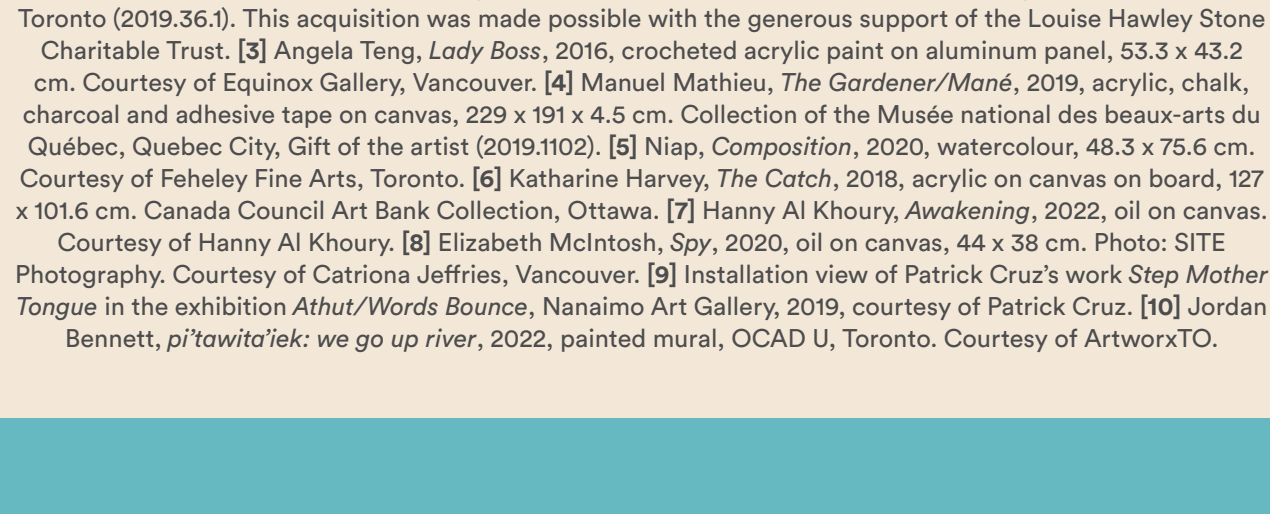 Toronto (2019.36.1). This acquisition was made possible with the generous support of the Louise Hawley Stone
Charitable Trust. [3] Angela Teng, Lady Boss, 2016, crocheted acrylic paint on aluminum panel, 53.3 x 43.2
cm. Courtesy of Equinox Gallery, Vancouver. [4] Manuel Mathieu, The Gardener/Mané, 2019, acrylic, chalk,
charcoal and adhesive tape on canvas, 229 x 191 x 4.5 cm. Collection of the Musée national des beaux-arts du
Québec, Quebec City, Gift of the artist (2019.1102). [5] Niap, Composition, 2020, watercolour, 48.3 x 75.6 cm.
Courtesy of Feheley Fine Arts, Toronto. [6] Katharine Harvey, The Catch, 2018, acrylic on canvas on board, 127
x 101.6 cm. Canada Council Art Bank Collection, Ottawa. [7] Hanny Al Khoury, Awakening, 2022, oil on canvas.
Courtesy of Hanny Al Khoury. [8] Elizabeth McIntosh, Spy, 2020, oil on canvas, 44 x 38 cm. Photo: SITE
Photography. Courtesy of Catriona Jeffries, Vancouver. [9] Installation view of Patrick Cruz’s work Step Mother
Tongue in the exhibition Athut/Words Bounce, Nanaimo Art Gallery, 2019, courtesy of Patrick Cruz. [10] Jordan
Bennett, pi’tawita’iek: we go up river, 2022, painted mural, OCAD U, Toronto. Courtesy of ArtworxTO.